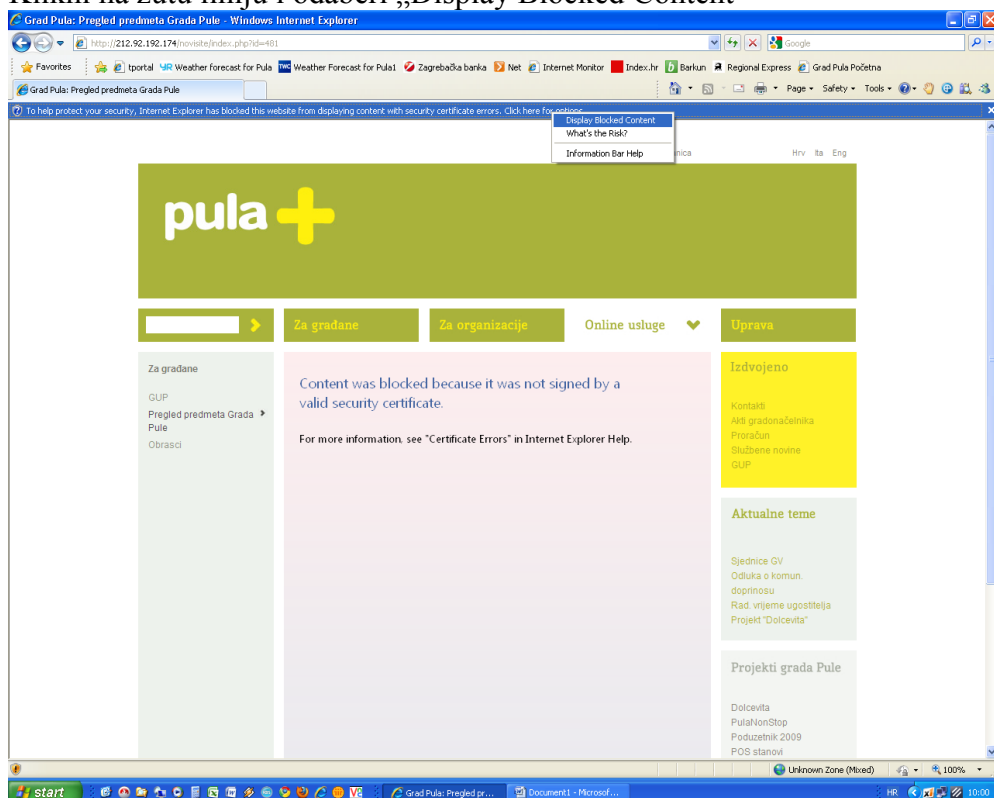 Klikni na žutu liniju i odaberi „Display Blocked Content“
Grad Pula: Pregled predmeta Grada Pule - Windows Internet Explorer
http://212.92.192.174/novisite/index.php?id=481
Google
Favorites tportal Weather forecast for Pula Weather Forecast for Pula1 Zagrebačka banka Net Internet Monitor Index.hr Barkun Regional Express Grad Pula Početna
Grad Pula: Pregled predmeta Grada Pule
Page Safety Tools
To help protect your security, Internet Explorer has blocked this website from displaying content with security certificate errors. Click here for options...
Display Blocked Content
What's the Risk?
Information Bar Help
Hrv Ita Eng
pula+
Za građane
Za organizacije
Online usluge
Uprava
Za građane
GUP
Pregled predmeta Grada
Pule
Obrasci
Content was blocked because it was not signed by a
valid security certificate.
For more information, see "Certificate Errors" in Internet Explorer Help.
Izdvojeno
Kontakti
Akti gradonačelnika
Proračun
Službene novine
GUP
Aktualne teme
Sjednice GV
Odluka o komun.
doprinosu
Rad. vrijeme ugostitelja
Projekt "Dolcevita"
Projekti grada Pule
Dolcevita
PulaNonStop
Poduzetnik 2009
POS stanovi
Unknown Zone (Mixed)
100%
start
Grad Pula: Pregled pr...
Document1 - Microsof...
HR
10:00